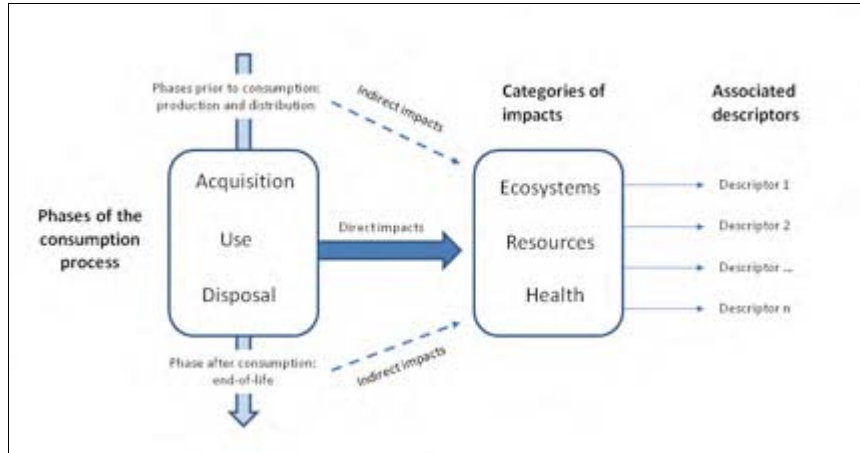 Phases prior to consumption:
production and distribution
Indirect impacts
Categories of
impacts
Associated
descriptors
Phases of the
consumption
process
Acquisition
Use
Disposal
Direct impacts
Ecosystems
Resources
Health
Descriptor 1
Descriptor 2
Descriptor ...
Descriptor n
Phase after consumption:
end-of-life
Indirect impacts